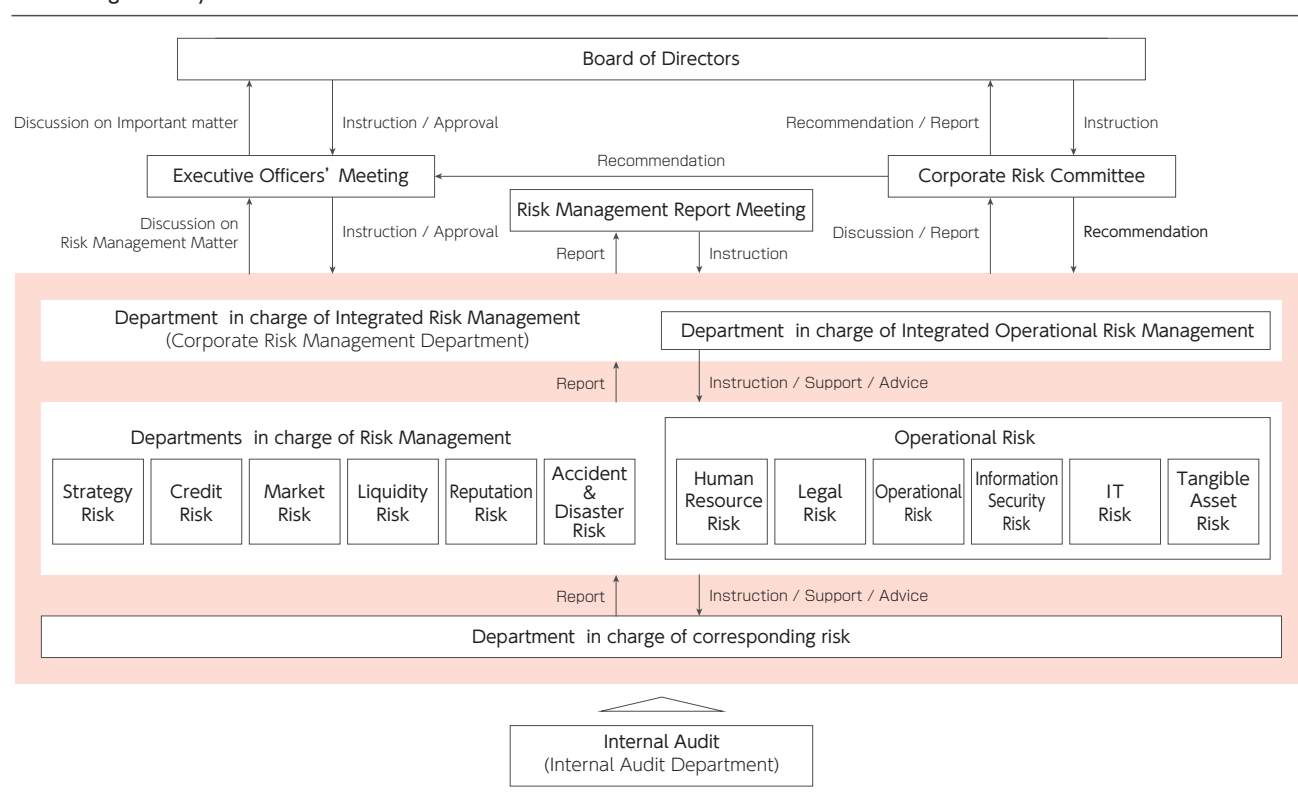 Board of Directors
Discussion on Important matter
Instruction / Approval
Recommendation / Report
Instruction
Recommendation
Executive Officers' Meeting
Corporate Risk Committee
Risk Management Report Meeting
Discussion on
Risk Management Matter
Instruction / Approval
Report
Instruction
Discussion / Report
Recommendation
Department in charge of Integrated Risk Management
(Corporate Risk Management Department)
Department in charge of Integrated Operational Risk Management
Report
Instruction / Support / Advice
Departments in charge of Risk Management
Strategy
Risk
Credit
Risk
Market
Risk
Liquidity
Risk
Reputation
Risk
Accident
&
Disaster
Risk
Operational Risk
Human
Resource
Risk
Legal
Risk
Operational
Risk
Information
Security
Risk
IT
Risk
Tangible
Asset
Risk
Report
Instruction / Support / Advice
Department in charge of corresponding risk
Internal Audit
(Internal Audit Department)